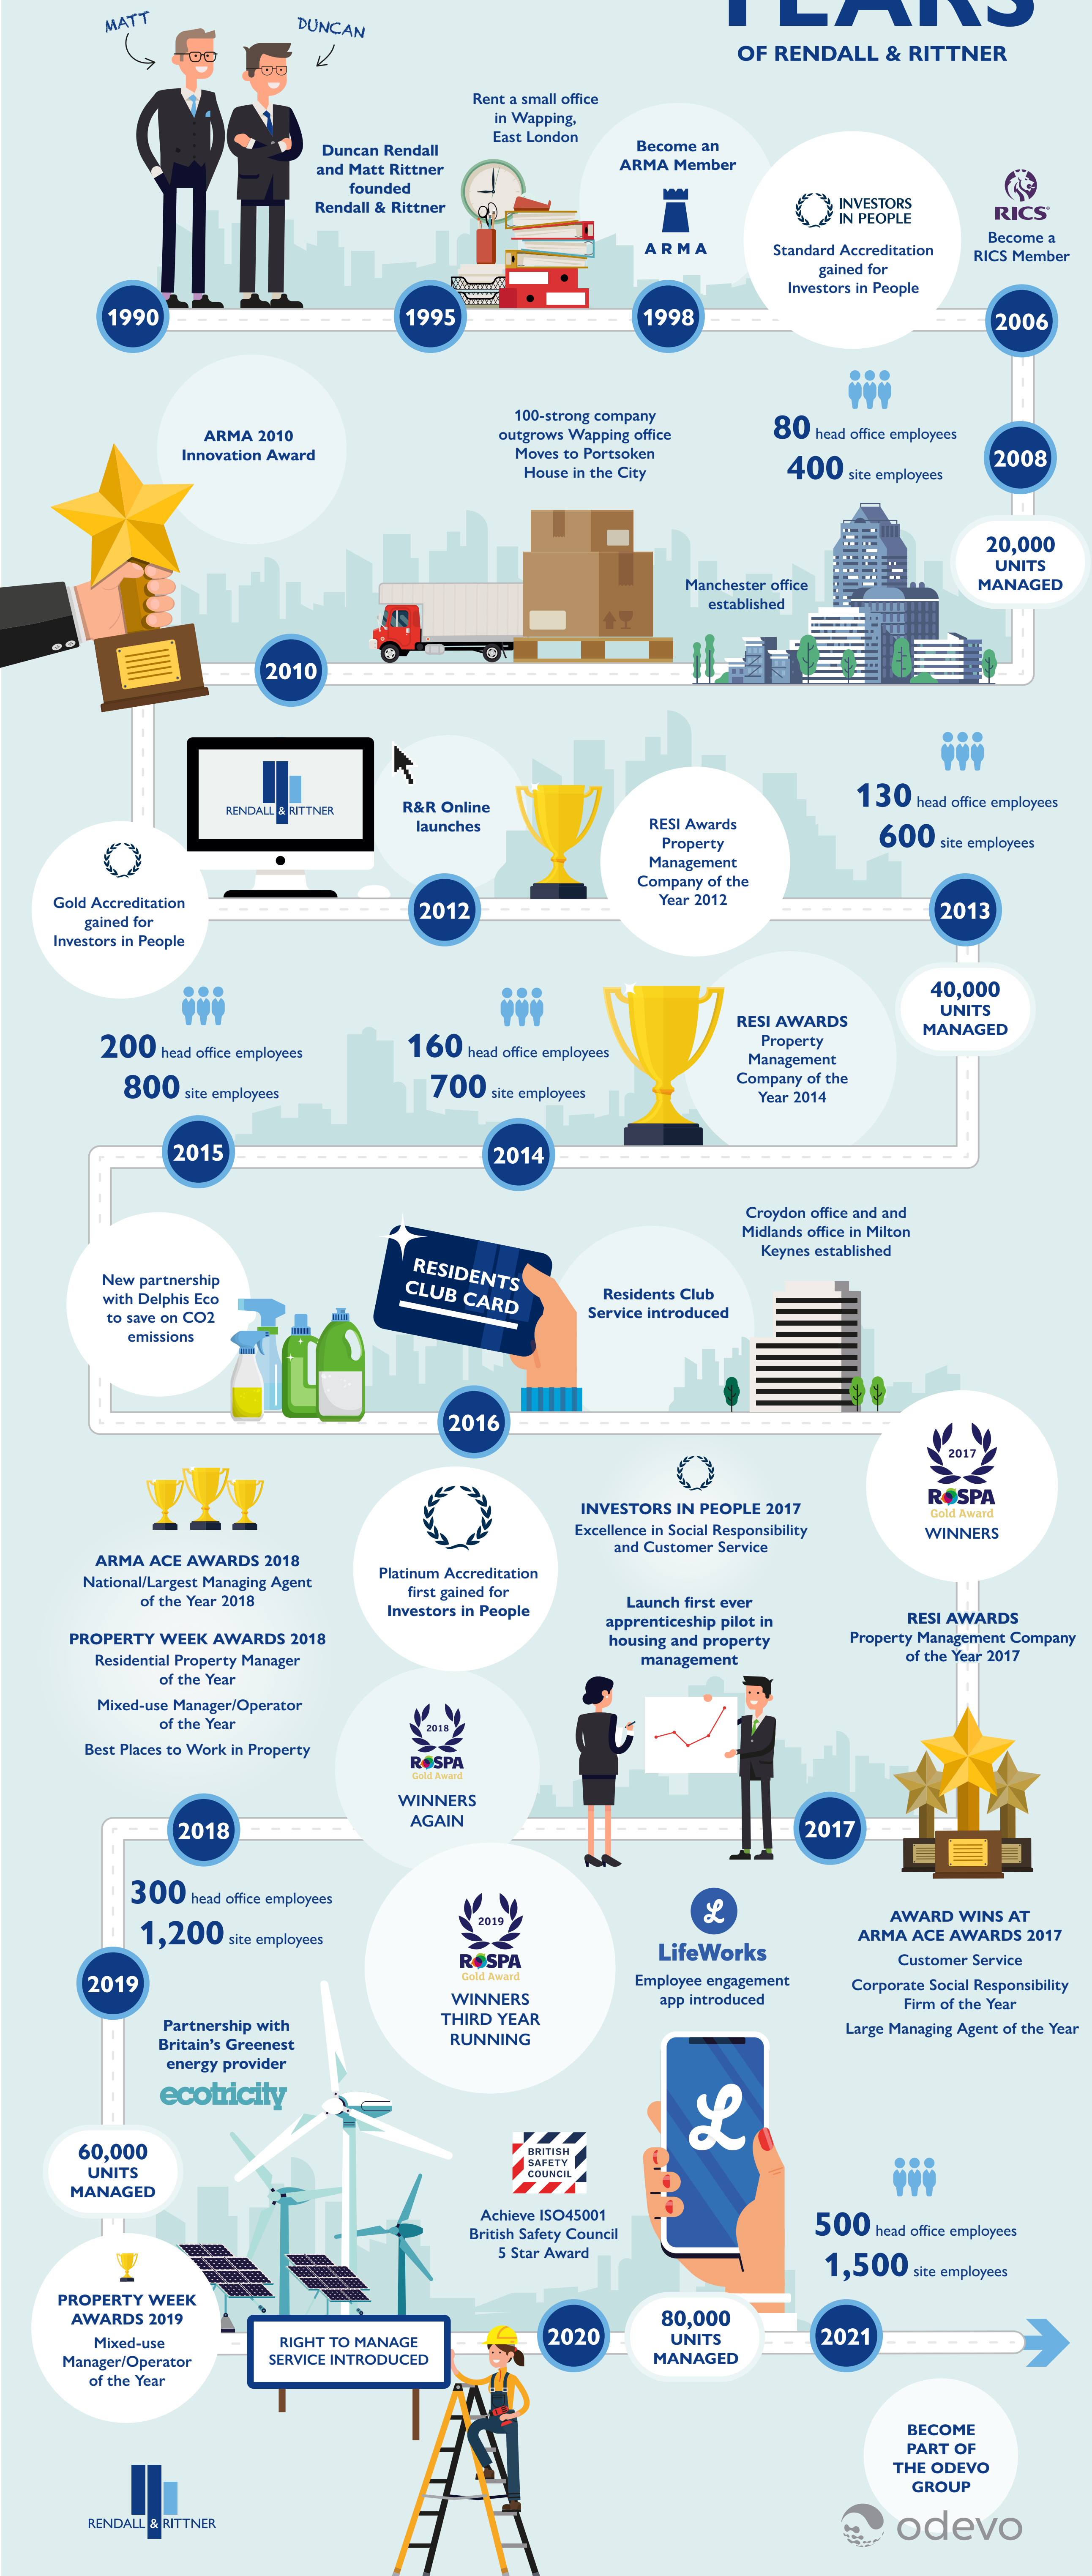 YEARS
OF RENDALL & RITTNER
MATT
DUNCAN
Duncan Rendall
and Matt Rittner
founded
Rendall & Rittner
Rent a small office
in Wapping,
East London
Become an
ARMA Member
ARMA
INVESTORS
IN PEOPLE
Standard Accreditation
gained for
Investors in People
RICS
Become a
RICS Member
1990
1995
1998
2006
80 head office employees
400 site employees
2008
20,000
UNITS
MANAGED
Manchester office
established
100-strong company
outgrows Wapping office
Moves to Portsoken
House in the City
ARMA 2010
Innovation Award
2010
Gold Accreditation
gained for
Investors in People
RENDALL & RITTNER
R&R Online
launches
2012
RESI Awards
Property
Management
Company of the
Year 2012
130 head office employees
600 site employees
2013
40,000
UNITS
MANAGED
RESI AWARDS
Property
Management
Company of the
Year 2014
160 head office employees
700 site employees
2014
200 head office employees
800 site employees
2015
New partnership
with Delphis Eco
to save on CO2
emissions
RESIDENTS
CLUB CARD
Residents Club
Service introduced
Croydon office and and
Midlands office in Milton
Keynes established
2016
Platinum Accreditation
first gained for
Investors in People
INVESTORS IN PEOPLE 2017
Excellence in Social Responsibility
and Customer Service
2017
ROSPA
Gold Award
WINNERS
RESI AWARDS
Property Management Company
of the Year 2017
Launch first ever
apprenticeship pilot in
housing and property
management
2017
AWARD WINS AT
ARMA ACE AWARDS 2017
Customer Service
Corporate Social Responsibility
Firm of the Year
Large Managing Agent of the Year
ARMA ACE AWARDS 2018
National/Largest Managing Agent
of the Year 2018
PROPERTY WEEK AWARDS 2018
Residential Property Manager
of the Year
Mixed-use Manager/Operator
of the Year
Best Places to Work in Property
2018
ROSPA
Gold Award
WINNERS
AGAIN
2018
300 head office employees
1,200 site employees
2019
2019
ROSPA
Gold Award
WINNERS
THIRD YEAR
RUNNING
LifeWorks
Employee engagement
app introduced
Partnership with
Britain's Greenest
energy provider
ecotricity
60,000
UNITS
MANAGED
PROPERTY WEEK
AWARDS 2019
Mixed-use
Manager/Operator
of the Year
RIGHT TO MANAGE
SERVICE INTRODUCED
BRITISH
SAFETY
COUNCIL
Achieve ISO45001
British Safety Council
5 Star Award
2020
80,000
UNITS
MANAGED
500 head office employees
1,500 site employees
2021
BECOME
PART OF
THE ODEVO
GROUP
odevo
RENDALL & RITTNER